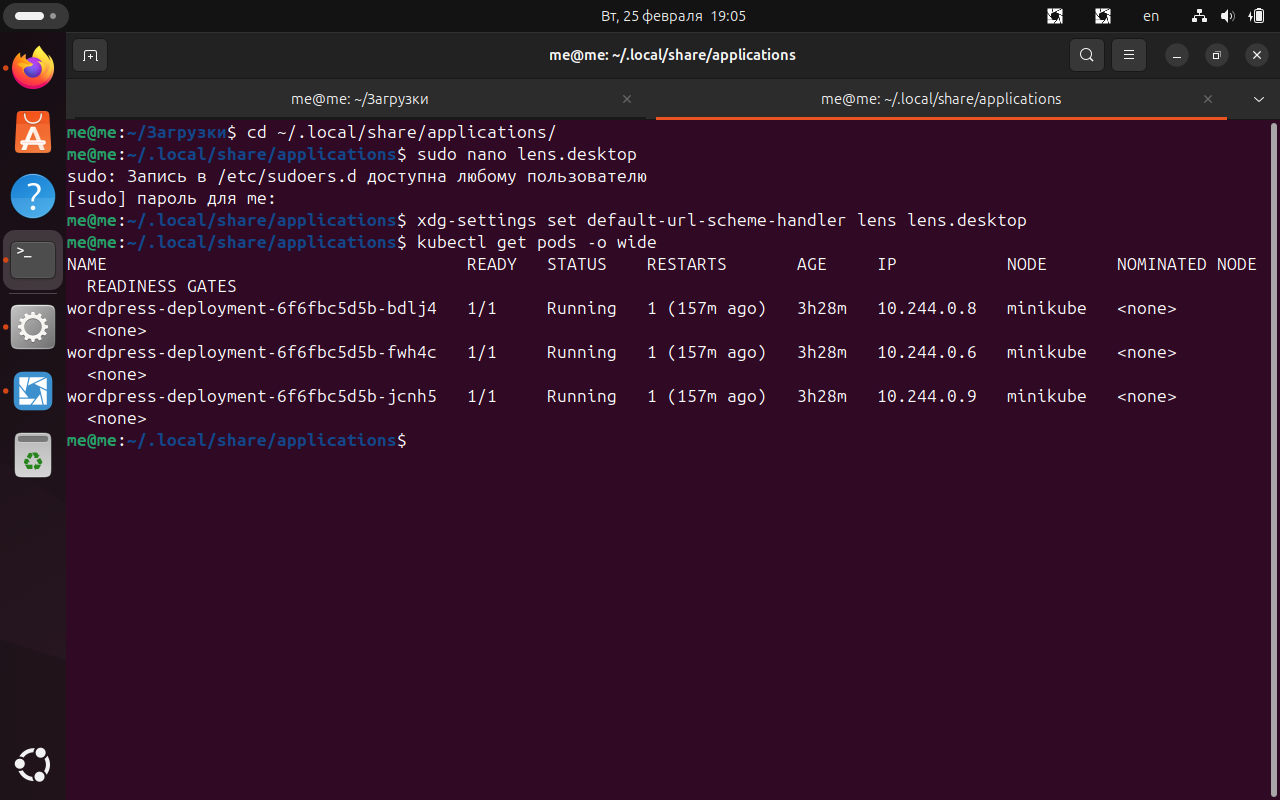 Вт, 25 февраля 19:05
en
me@me: ~/.local/share/applications
me@me: ~/Загрузки
me@me: ~/.local/share/applications
me@me:~/Загрузки$ cd ~/.local/share/applications/
me@me:~/.local/share/applications$ sudo nano lens.desktop
sudo: Запись в /etc/sudoers.d доступна любому пользователю
[sudo] пароль для me:
me@me:~/.local/share/applications$ xdg-settings set default-url-scheme-handler lens lens.desktop
me@me:~/.local/share/applications$ kubectl get pods -o wide
NAME READY STATUS RESTARTS AGE IP NODE NOMINATED NODE
READINESS GATES
wordpress-deployment-6f6fbc5d5b-bdlj4 1/1 Running 1 (157m ago) 3h28m 10.244.0.8 minikube <none>
<none>
wordpress-deployment-6f6fbc5d5b-fwh4c 1/1 Running 1 (157m ago) 3h28m 10.244.0.6 minikube <none>
<none>
wordpress-deployment-6f6fbc5d5b-jcnh5 1/1 Running 1 (157m ago) 3h28m 10.244.0.9 minikube <none>
<none>
me@me:~/.local/share/applications$